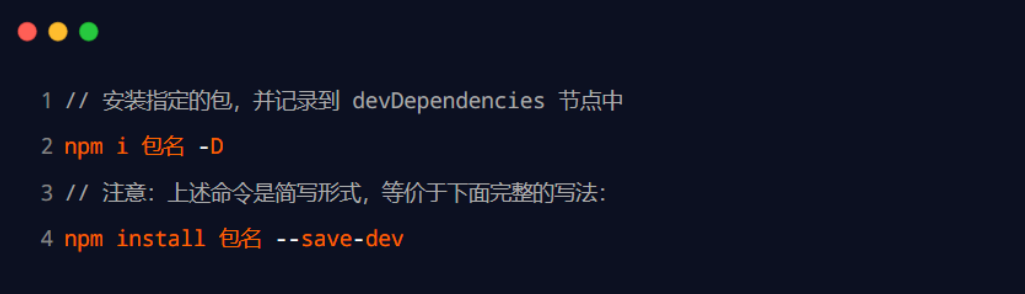 1 // 安装指定的包，并记录到 devDependencies 节点中
2 npm i 包名 -D
3 // 注意：上述命令是简写形式，等价于下面完整的写法：
4 npm install 包名 --save-dev